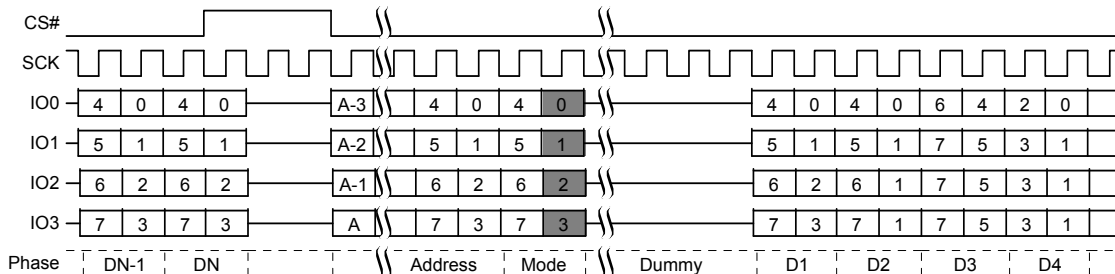 CS#
SCK
IO0 4 0 4 0 A-3 4 0 4 0 4 0 4 0 6 4 2 0
IO1 5 1 5 1 A-2 5 1 5 1 5 1 5 1 7 5 3 1
IO2 6 2 6 2 A-1 6 2 6 2 6 2 6 1 7 5 3 1
IO3 7 3 7 3 A 7 3 7 3 7 3 7 1 7 5 3 1
Phase DN-1 DN Address Mode Dummy D1 D2 D3 D4